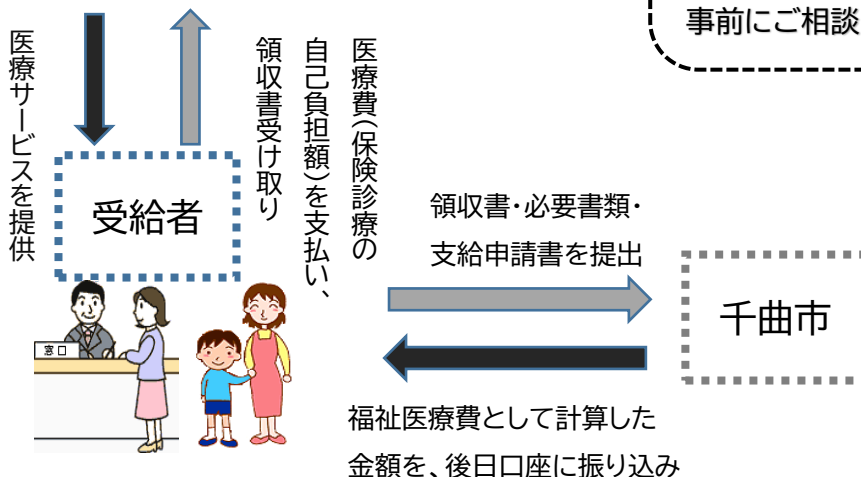 事前にご相談
医療サービスを提供
医療費(保険診療の
自己負担額)を支払い、
領収書受け取り
受給者
領収書・必要書類・
支給申請書を提出
千曲市
窓口
福祉医療費として計算した
金額を、後日口座に振り込み